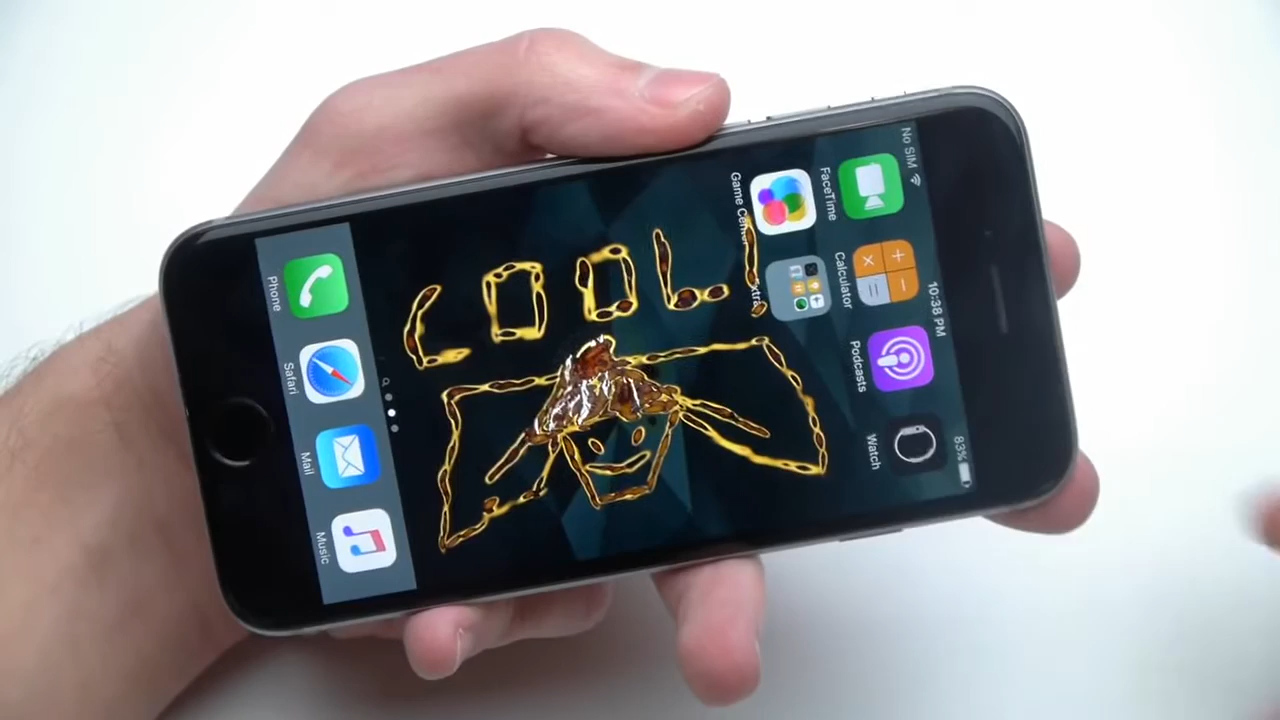 No SIM 10:38 PM 83%
FaceTime Calculator Podcasts Watch
Game Center
COOL!
Phone Safari Mail Music